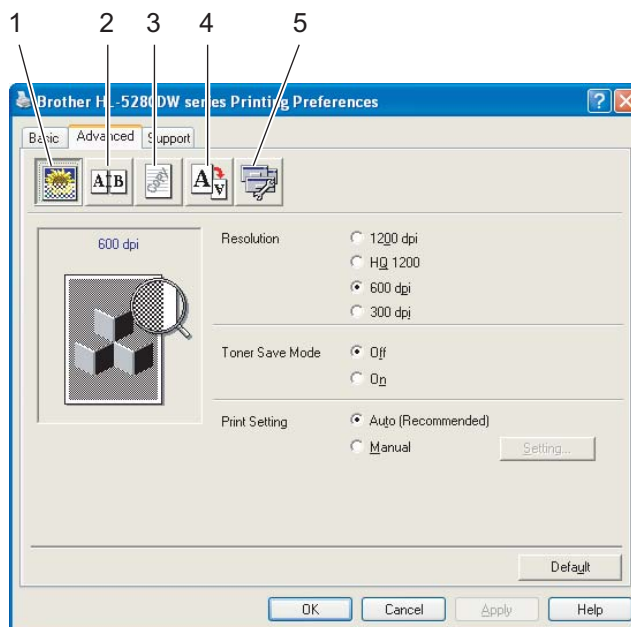 1 2 3 4 5
Brother HL-5280DW series Printing Preferences
Basic Advanced Support
A B copy A A
600 dpi
Resolution
1200 dpi
HQ 1200
600 dpi
300 dpi
Toner Save Mode
Off
On
Print Setting
Auto (Recommended)
Manual
Setting...
Default
OK Cancel Apply Help